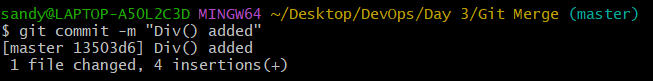 sandy@LAPTOP-A50L2C3D MINGW64 ~/Desktop/DevOps/Day 3/Git Merge (master)
$ git commit -m "Div() added"
[master 13503d6] Div() added
 1 file changed, 4 insertions(+)